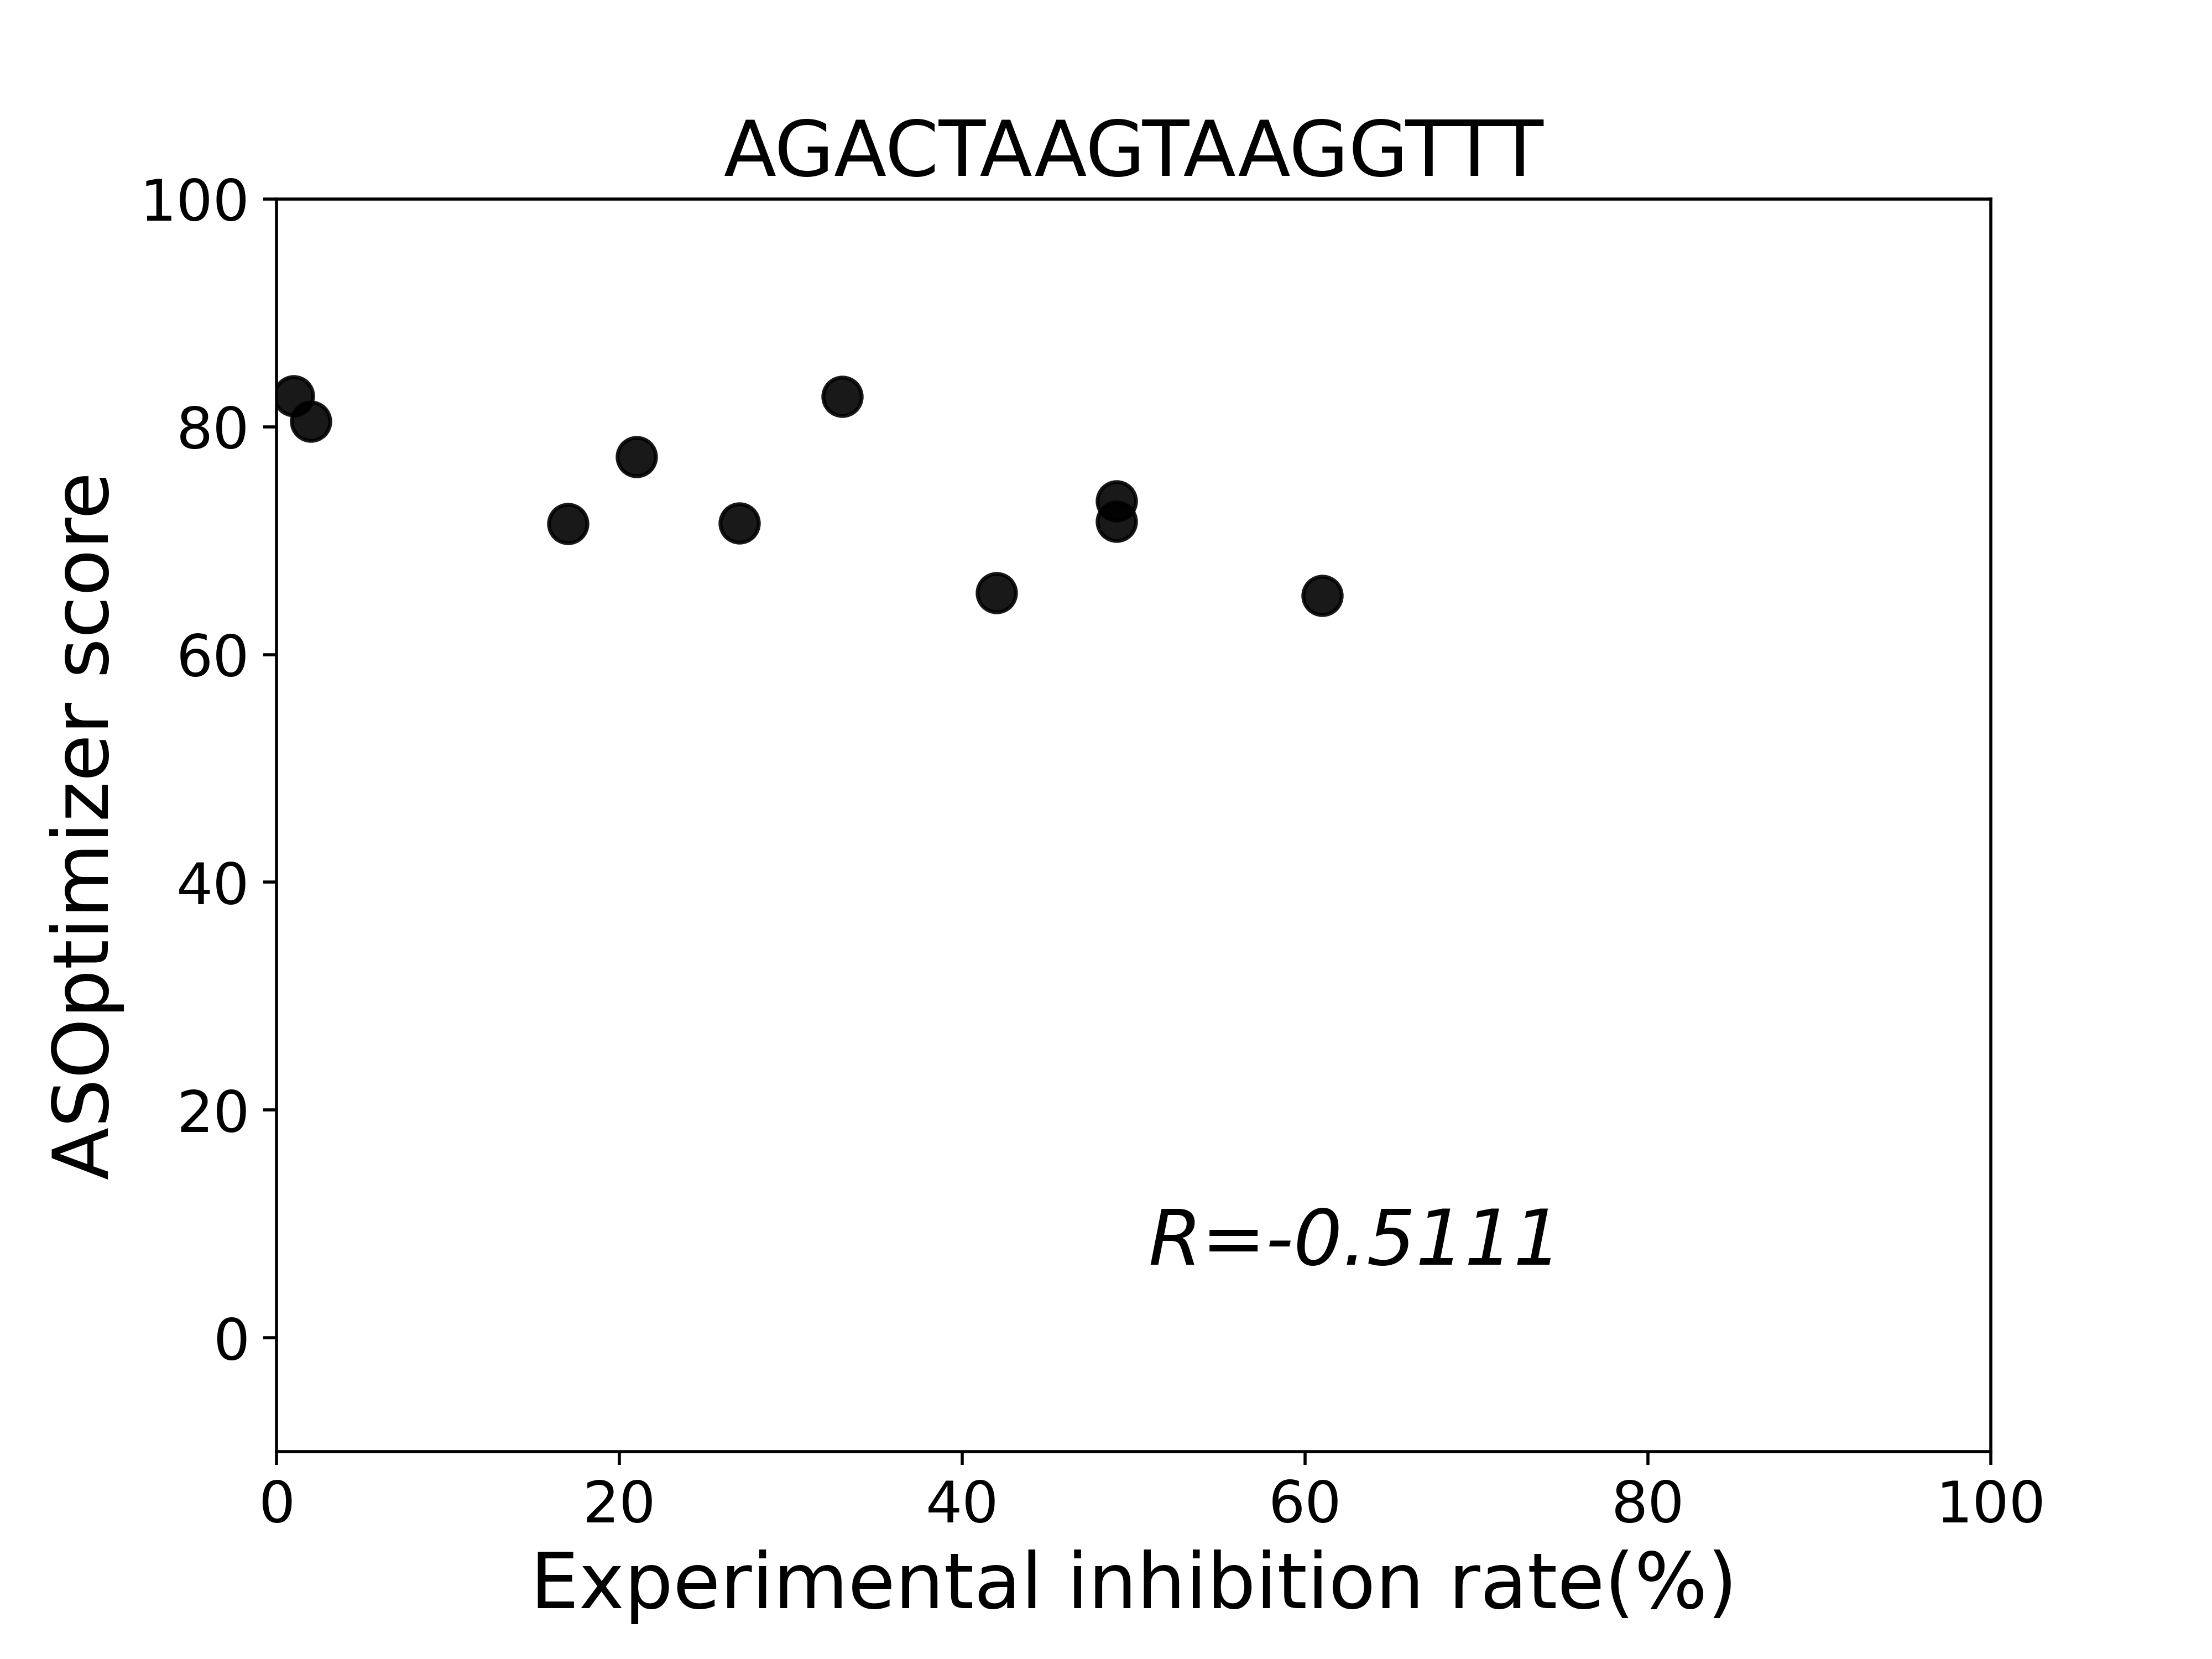 AGACTAAGTAAGGTTT
100
80
60
40
20
0
ASOptimizer score
R=-0.5111
0 20 40 60 80 100
Experimental inhibition rate(%)